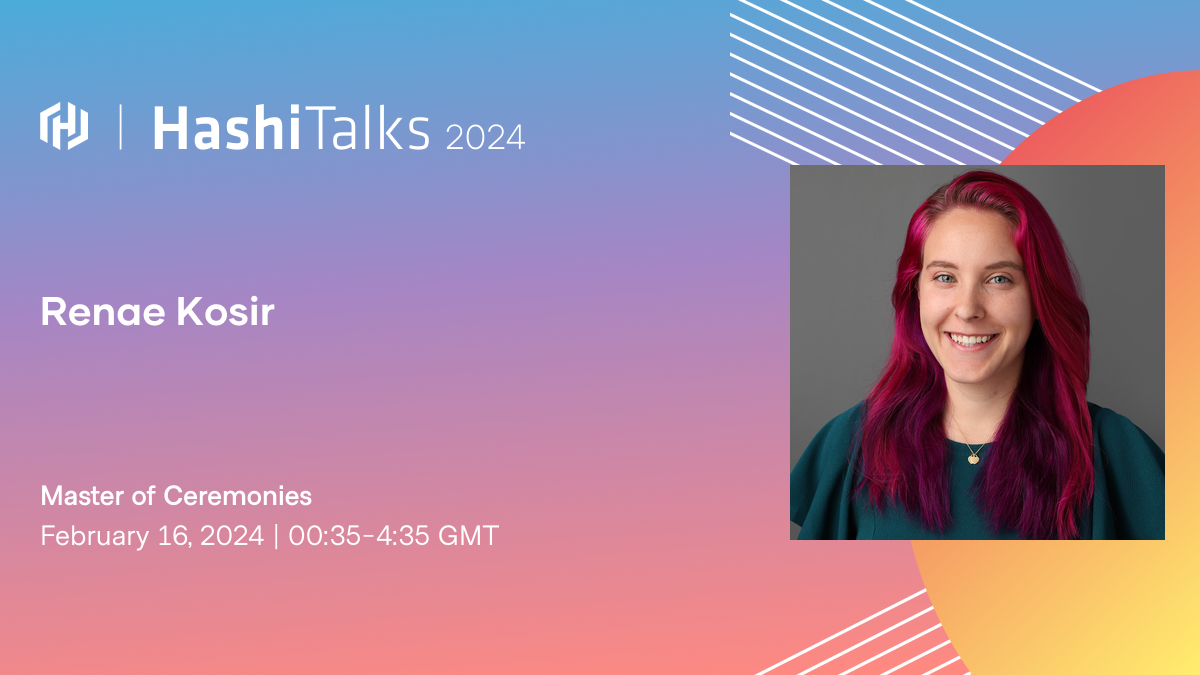 HashiTalks 2024
Renae Kosir
Master of Ceremonies
February 16, 2024 | 00:35-4:35 GMT